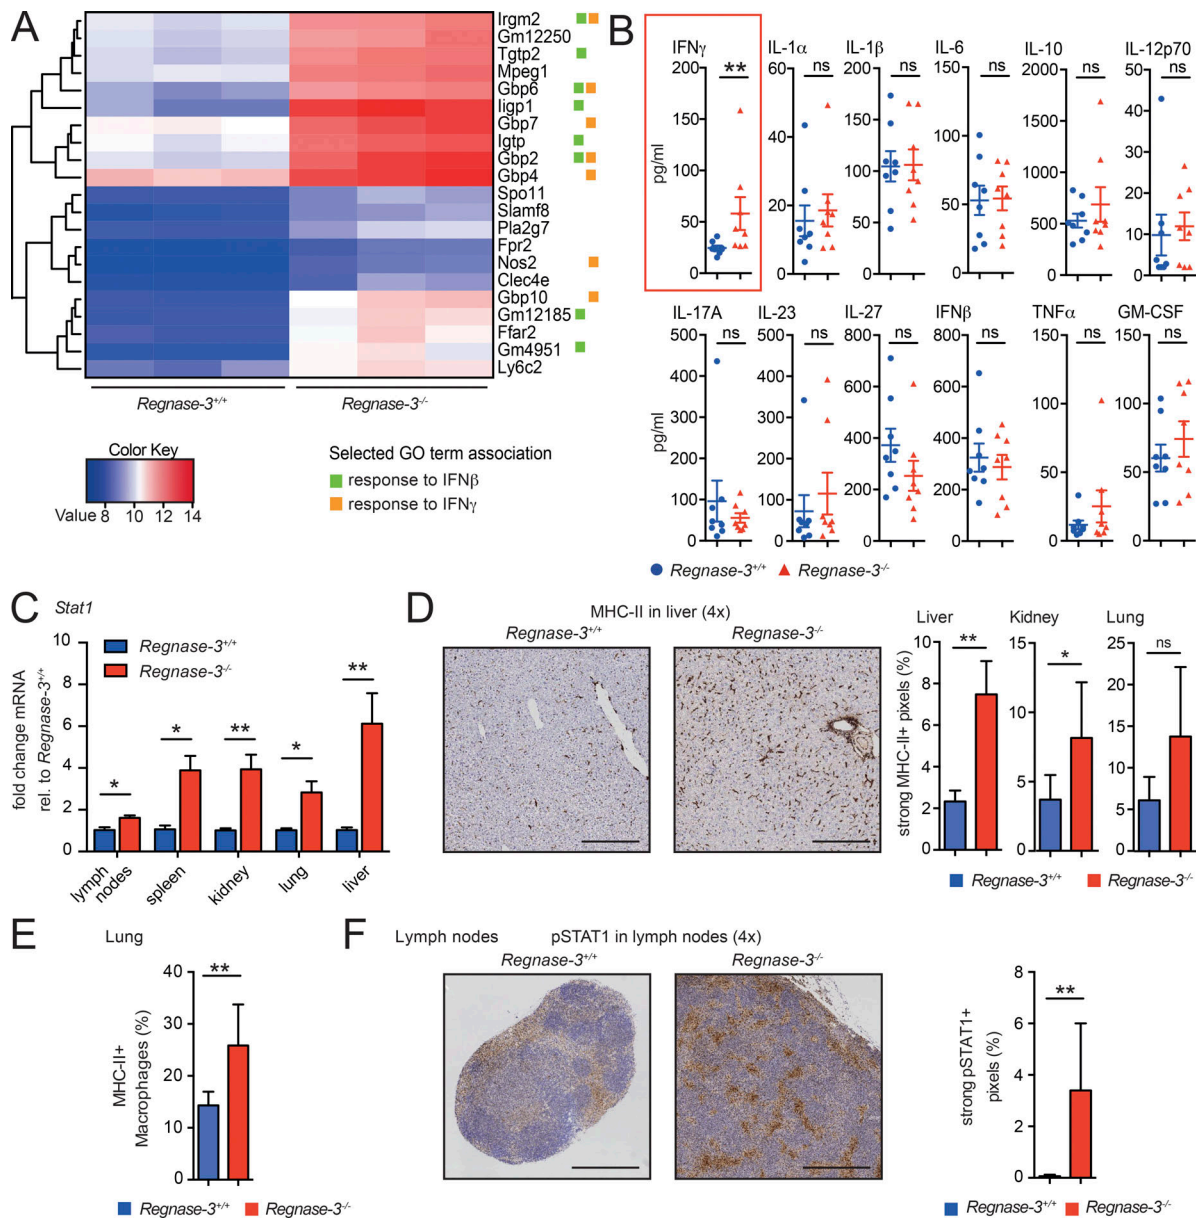 A
Irgm2
Gm12250
Tgtp2
Mpeg1
Gbp6
Iigp1
Gbp7
Igtp
Gbp2
Gbp4
Spo11
Slamf8
Pla2g7
Fpr2
Nos2
Clec4e
Gbp10
Gm12185
Ffar2
Gm4951
Ly6c2
Regnase-3+/+ Regnase-3-/-
Color Key
Value 8 10 12 14
Selected GO term association
response to IFNβ
response to IFNγ
B
IFNγ IL-1α IL-1β IL-6 IL-10 IL-12p70
** ns ns ns ns ns
pg/ml
200 150 100 50 0
60 40 20 0
200 150 100 50 0
150 100 50 0
2000 1500 1000 500 0
50 40 30 20 10 0
IL-17A IL-23 IL-27 IFNβ TNFα GM-CSF
ns ns ns ns ns ns
pg/ml
500 400 300 200 100 0
500 400 300 200 100 0
800 600 400 200 0
800 600 400 200 0
150 100 50 0
150 100 50 0
Regnase-3+/+ Regnase-3-/-
C
Stat1
Regnase-3+/+
Regnase-3-/-
fold change mRNA
rel. to Regnase-3+/+
10 8 6 4 2 0
* * ** * **
lymph nodes spleen kidney lung liver
D
MHC-II in liver (4x)
Regnase-3+/+ Regnase-3-/-
Liver Kidney Lung
** * ns
strong MHC-II+ pixels (%)
10 8 6 4 2 0
15 10 5 0
25 20 15 10 5 0
Regnase-3+/+ Regnase-3-/-
E
Lung
**
MHC-II+
Macrophages (%)
40 30 20 10 0
Regnase-3+/+ Regnase-3-/-
F
Lymph nodes pSTAT1 in lymph nodes (4x)
Regnase-3+/+ Regnase-3-/-
**
strong pSTAT1+
pixels (%)
8 6 4 2 0
Regnase-3+/+ Regnase-3-/-